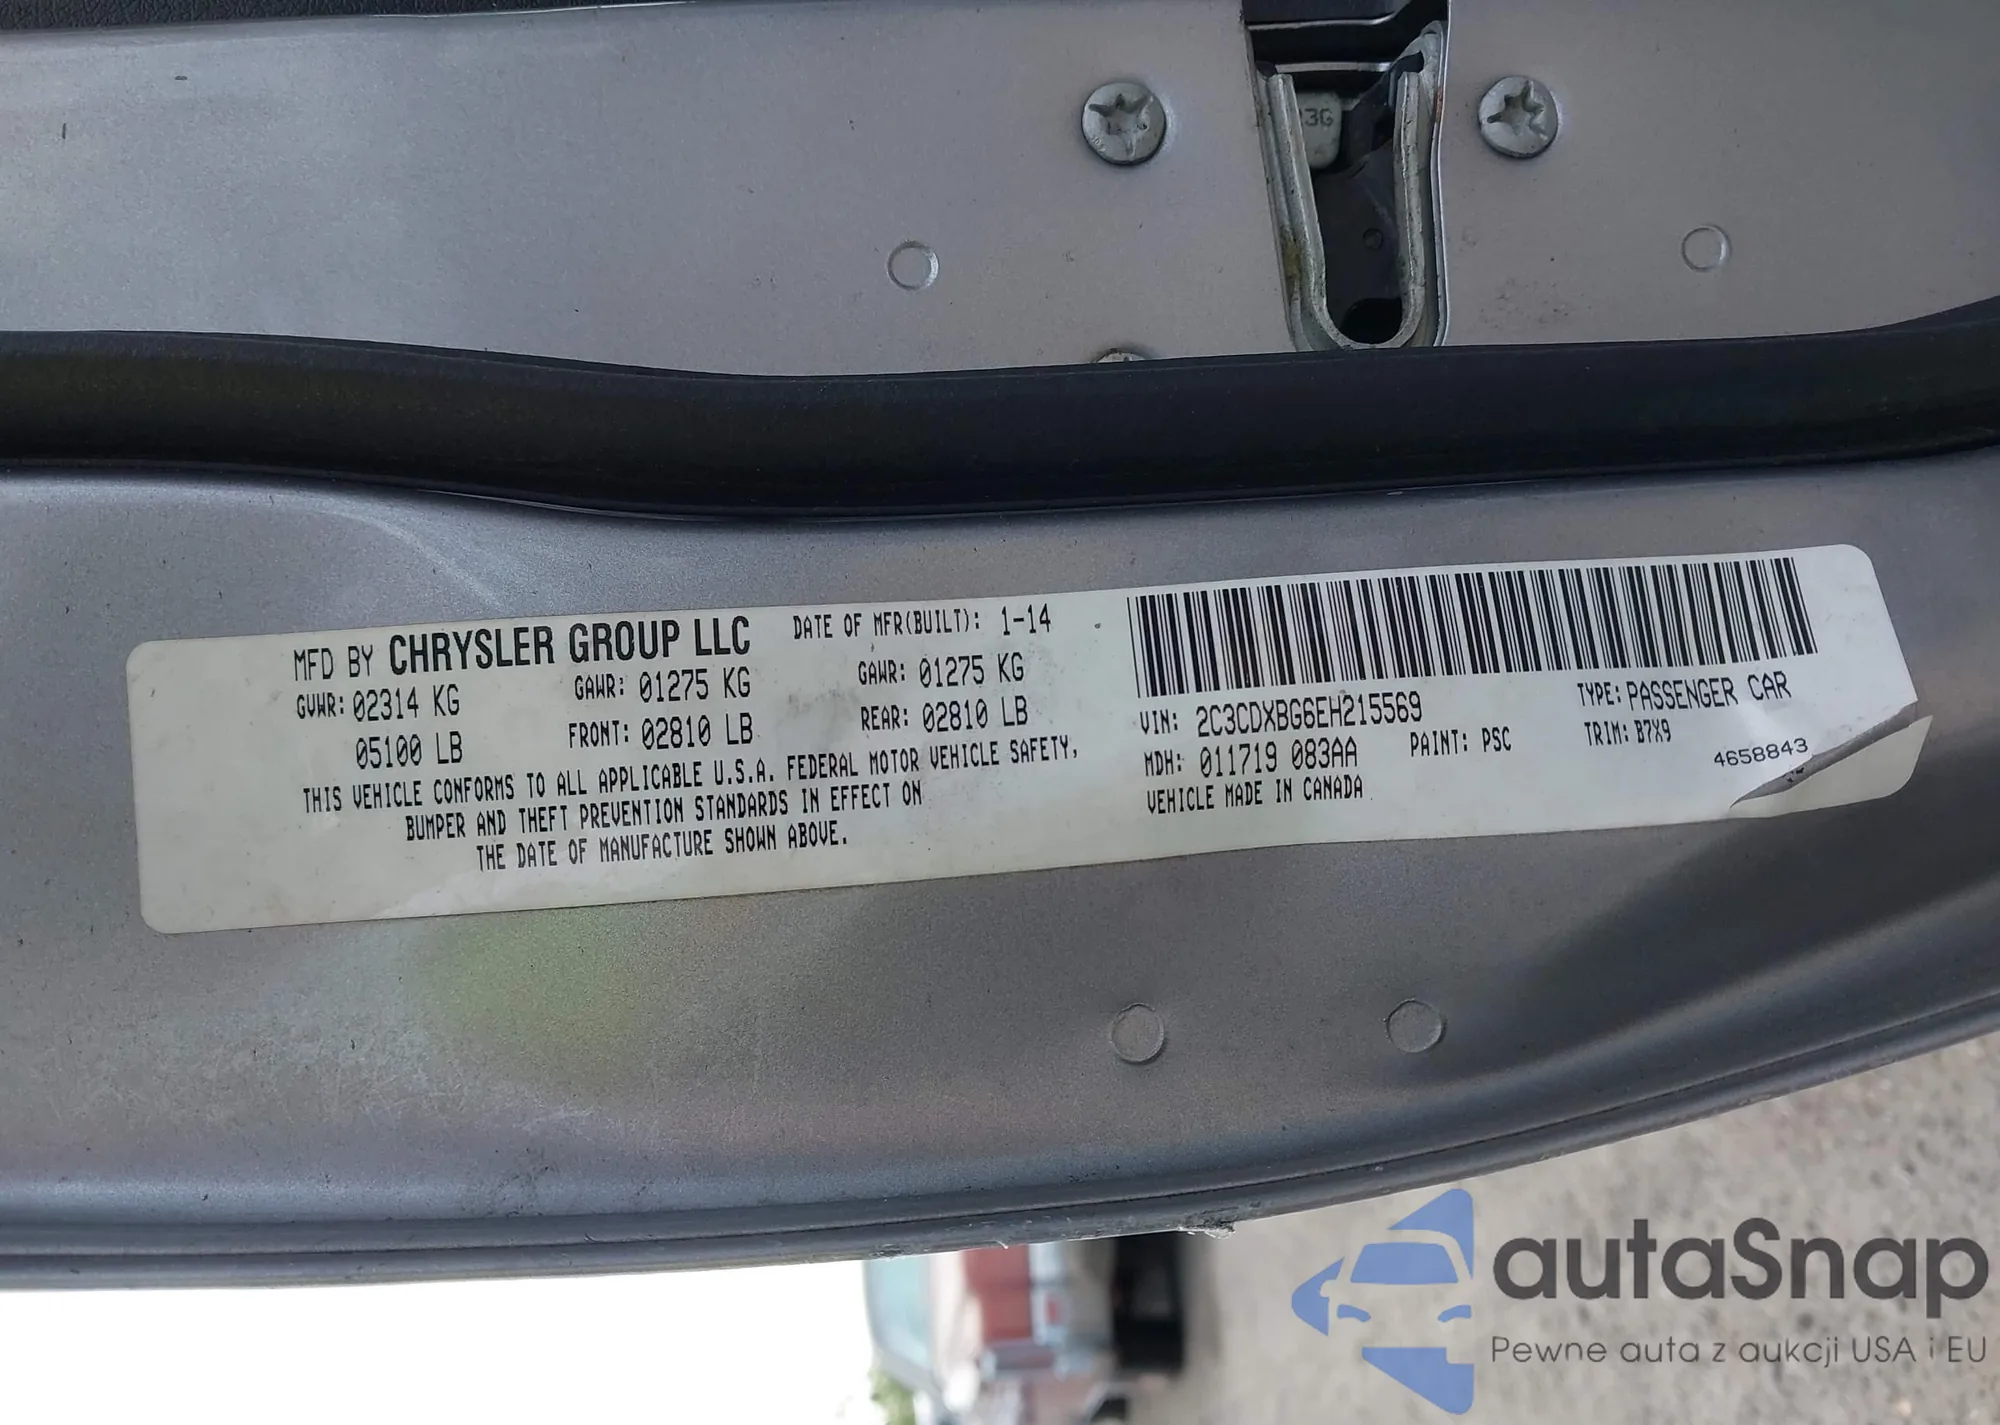 3G
MFD BY CHRYSLER GROUP LLC
DATE OF MFR(BUILT): 1-14
GVWR: 02314 KG
05100 LB
GAWR: 01275 KG
FRONT: 02810 LB
GAWR: 01275 KG
REAR: 02810 LB
THIS VEHICLE CONFORMS TO ALL APPLICABLE U.S.A. FEDERAL MOTOR VEHICLE SAFETY,
BUMPER AND THEFT PREVENTION STANDARDS IN EFFECT ON
THE DATE OF MANUFACTURE SHOWN ABOVE.
VIN: 2C3CDXBG6EH215569
TYPE: PASSENGER CAR
MDH: 011719 083AA
PAINT: PSC
TRIM: B7X9
VEHICLE MADE IN CANADA
4658843
autaSnap
Pewne auta z aukcji USA i EU